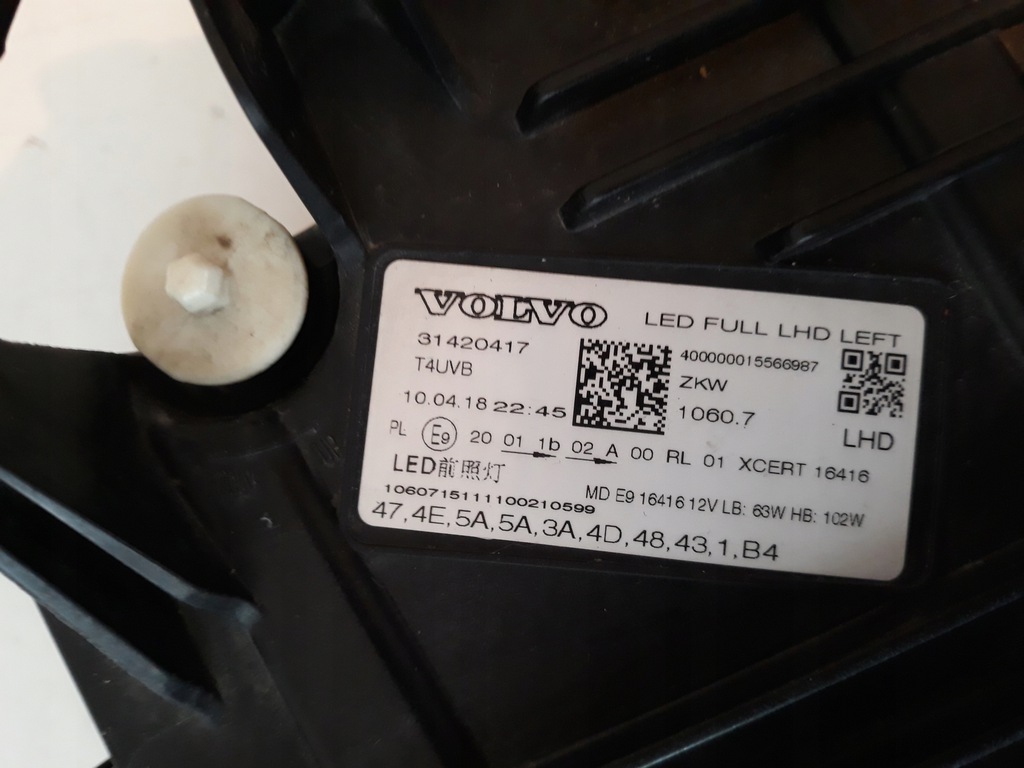 VOLVO LED FULL LHD LEFT
31420417 400000015566987
T4UVB ZKW
10.04.18 22:45 1060.7 LHD
PL E9 20 01 1b 02 A 00 RL 01 XCERT 16416
LED前照灯
1060715111100210599 MD E9 16416 12V LB: 63W HB: 102W
47,4E,5A,5A,3A,4D,48,43,1,B4